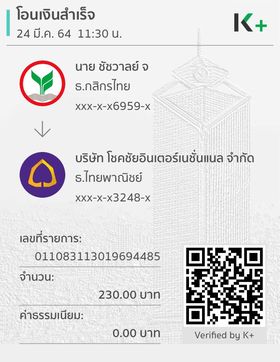 โอนเงินสำเร็จ
24 มี.ค. 64 11:30 น.
K+
นาย ชัชวาลย์ จ
ธ.กสิกรไทย
xxx-x-x6959-x
บริษัท โชคชัยอินเตอร์เนชั่นแนล จำกัด
ธ.ไทยพาณิชย์
xxx-x-x3248-x
เลขที่รายการ:
011083113019694485
จำนวน:
230.00 บาท
ค่าธรรมเนียม:
0.00 บาท
Verified by K+